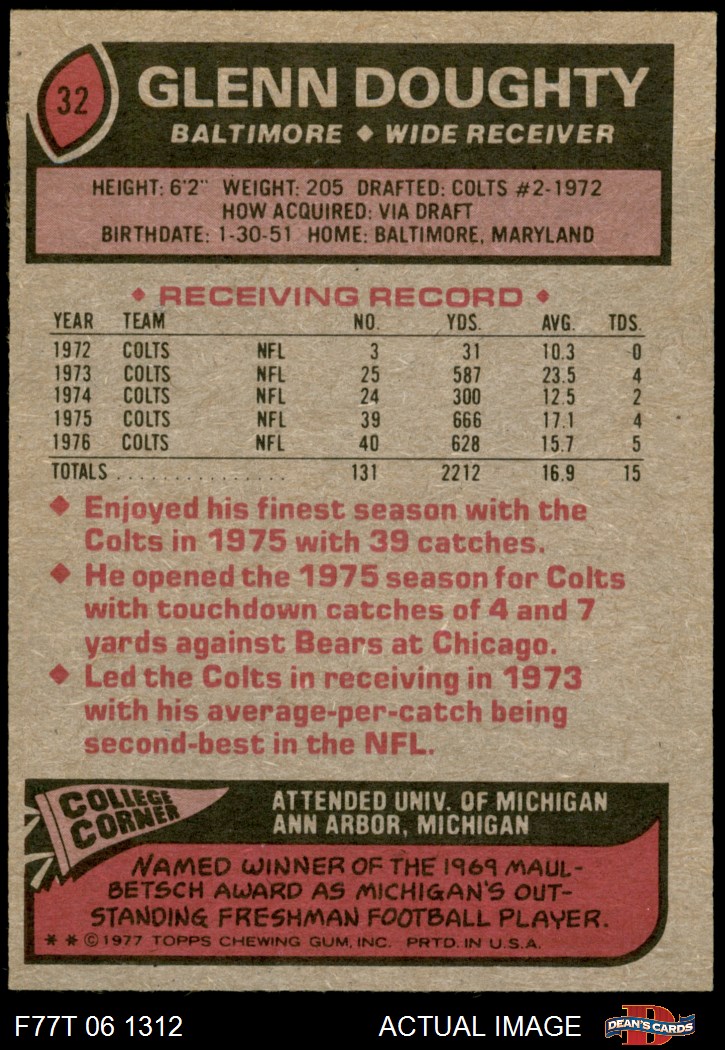 32
GLENN DOUGHTY
BALTIMORE ♦ WIDE RECEIVER
HEIGHT: 6'2" WEIGHT: 205 DRAFTED: COLTS #2-1972
HOW ACQUIRED: VIA DRAFT
BIRTHDATE: 1-30-51 HOME: BALTIMORE, MARYLAND
♦ RECEIVING RECORD ♦
YEAR TEAM NO. YDS. AVG. TDS.
1972 COLTS NFL 3 31 10.3 0
1973 COLTS NFL 25 587 23.5 4
1974 COLTS NFL 24 300 12.5 2
1975 COLTS NFL 39 666 17.1 4
1976 COLTS NFL 40 628 15.7 5
TOTALS . . . . . . . . . . . . . . . . 131 2212 16.9 15
♦ Enjoyed his finest season with the
Colts in 1975 with 39 catches.
♦ He opened the 1975 season for Colts
with touchdown catches of 4 and 7
yards against Bears at Chicago.
♦ Led the Colts in receiving in 1973
with his average-per-catch being
second-best in the NFL.
COLLEGE
CORNER
ATTENDED UNIV. OF MICHIGAN
ANN ARBOR, MICHIGAN
NAMED WINNER OF THE 1969 MAUL-
BETSCH AWARD AS MICHIGAN'S OUT-
STANDING FRESHMAN FOOTBALL PLAYER.
* * © 1977 TOPPS CHEWING GUM, INC. PRTD. IN U.S.A.
F77T 06 1312 ACTUAL IMAGE
D
DEAN'S CARDS